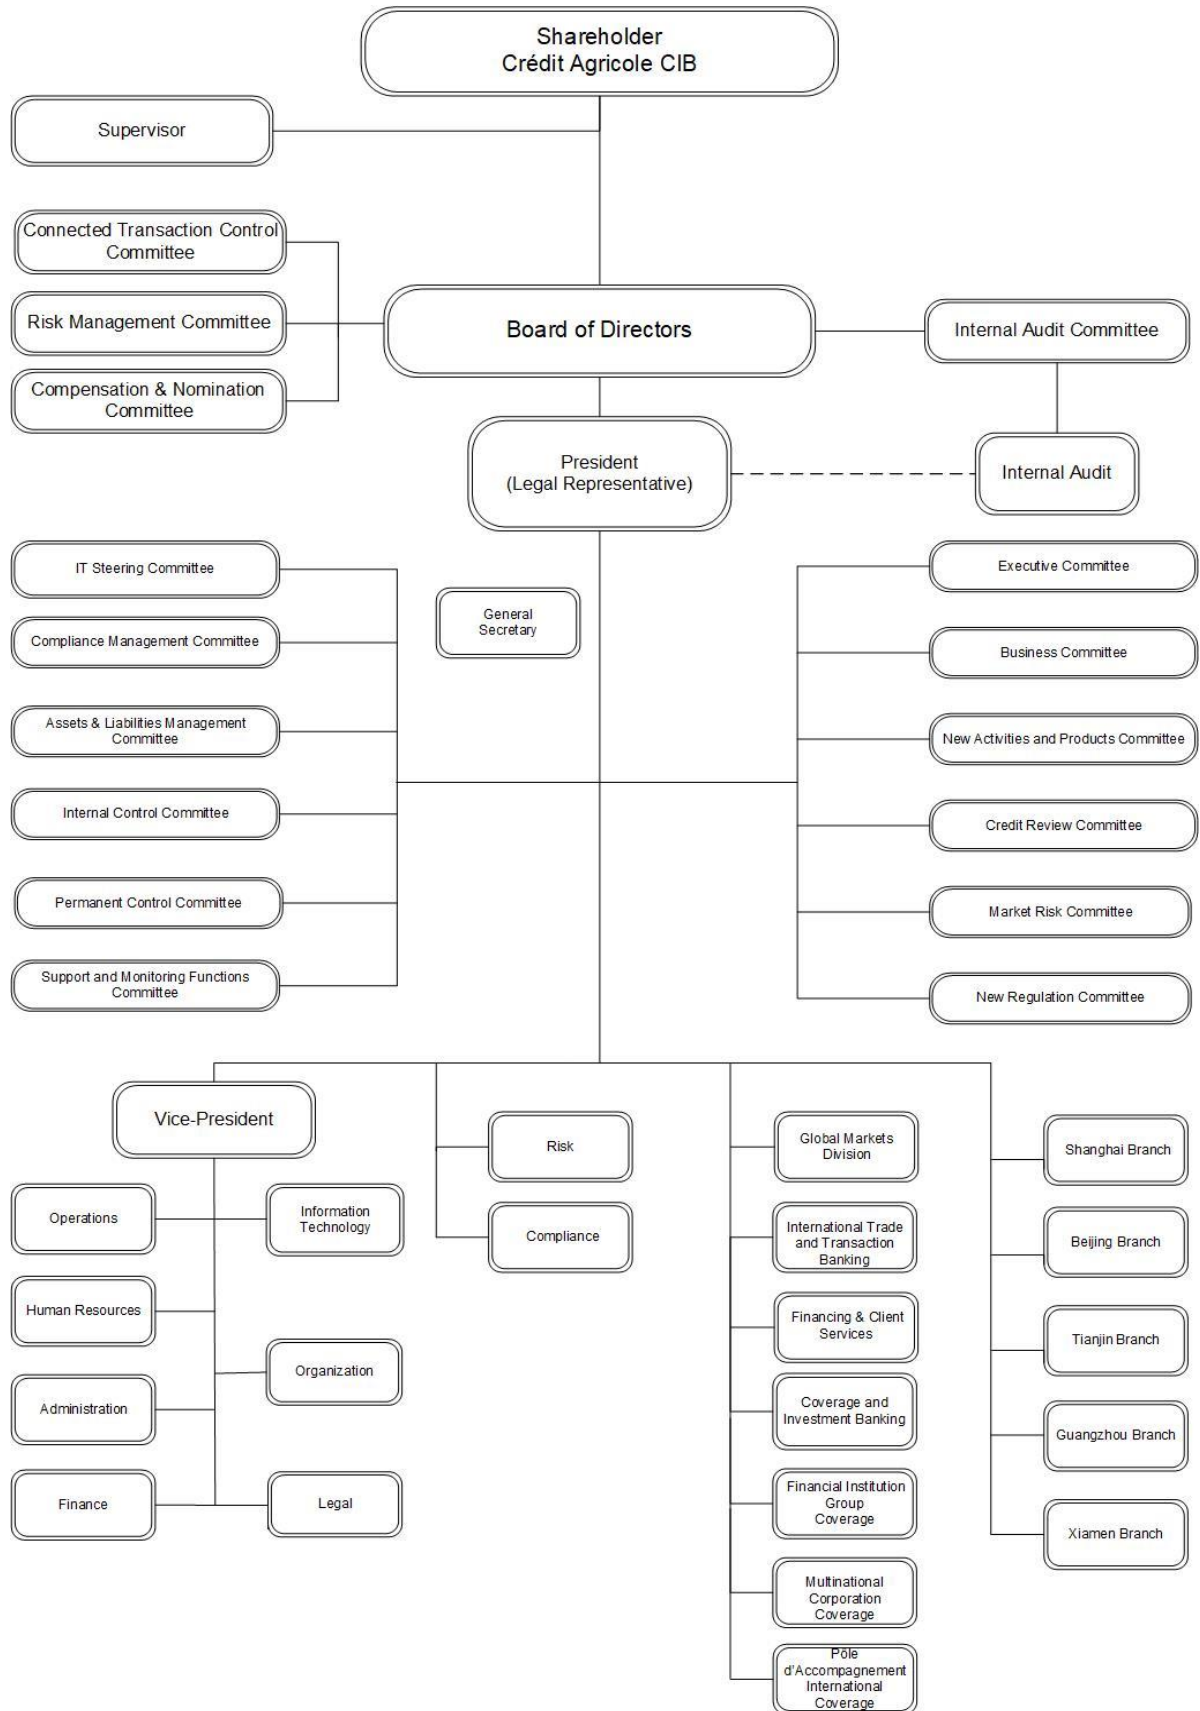 Shareholder
Crédit Agricole CIB
Supervisor
Connected Transaction Control
Committee
Risk Management Committee
Compensation & Nomination
Committee
Board of Directors
Internal Audit Committee
President
(Legal Representative)
Internal Audit
IT Steering Committee
Compliance Management Committee
Assets & Liabilities Management
Committee
Internal Control Committee
Permanent Control Committee
Support and Monitoring Functions
Committee
General
Secretary
Executive Committee
Business Committee
New Activities and Products Committee
Credit Review Committee
Market Risk Committee
New Regulation Committee
Vice-President
Operations
Information
Technology
Human Resources
Organization
Administration
Finance
Legal
Risk
Compliance
Global Markets
Division
International Trade
and Transaction
Banking
Financing & Client
Services
Coverage and
Investment Banking
Financial Institution
Group
Coverage
Multinational
Corporation
Coverage
Pôle
d'Accompagnement
International
Coverage
Shanghai Branch
Beijing Branch
Tianjin Branch
Guangzhou Branch
Xiamen Branch